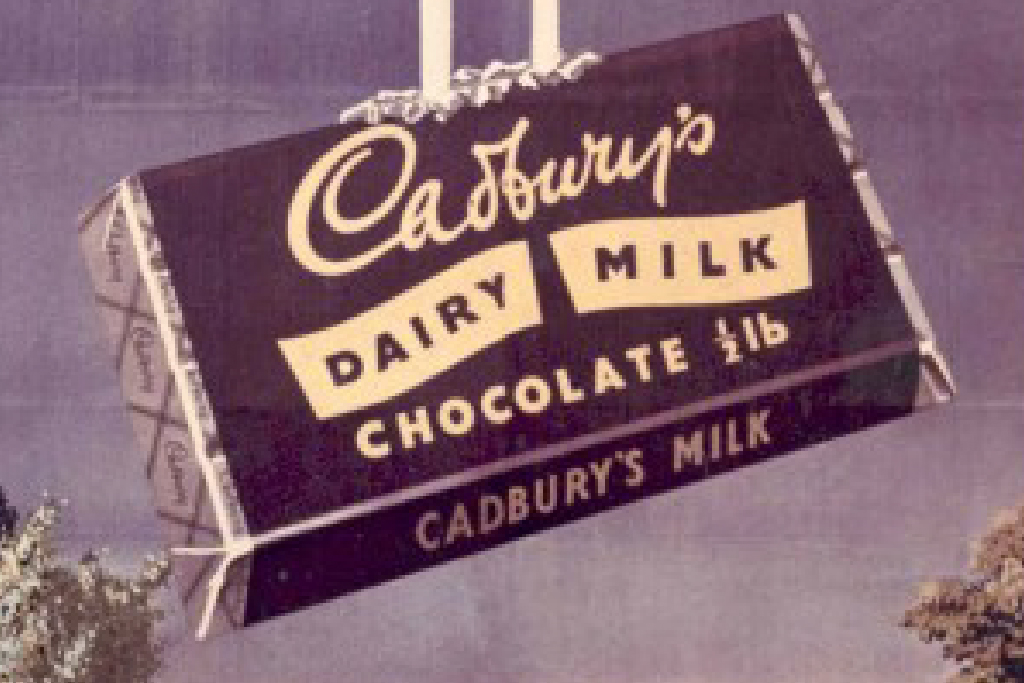 Cadbury's
DAIRY MILK
CHOCOLATE ½lb
CADBURY'S MILK